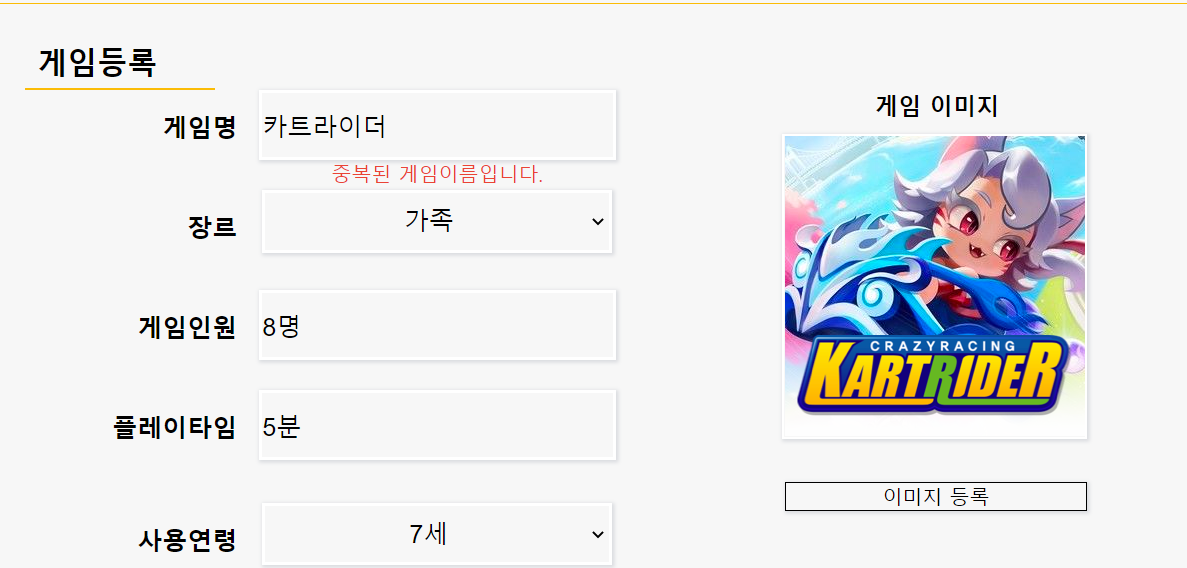 게임등록
게임명
카트라이더
중복된 게임이름입니다.
장르
가족
게임인원
8명
플레이타임
5분
사용연령
7세
게임 이미지
CRAZYRACING
KARTRIDER
이미지 등록